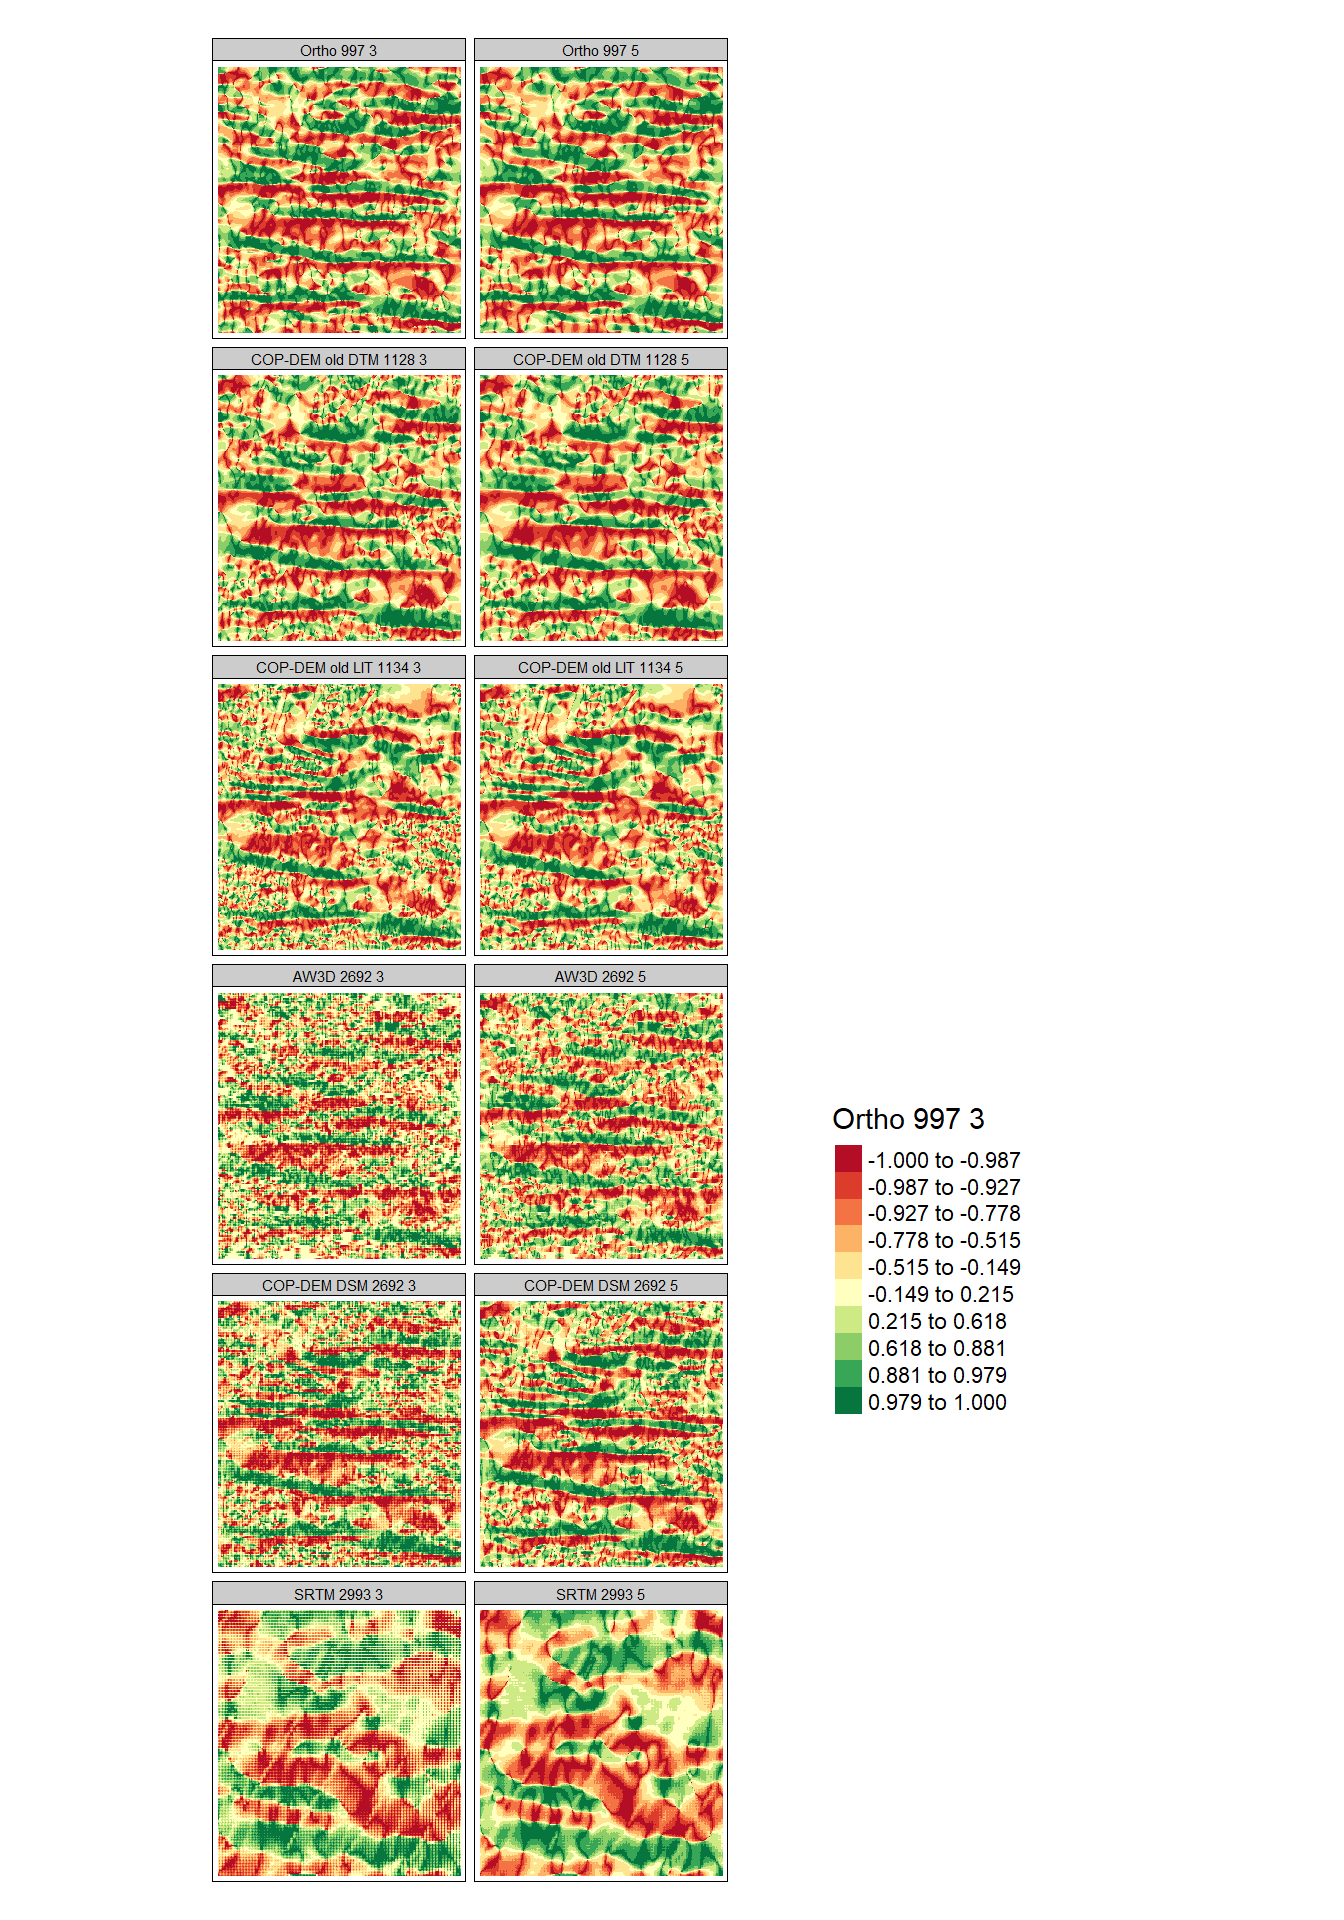 Ortho 997 3
Ortho 997 5
COP-DEM old DTM 1128 3
COP-DEM old DTM 1128 5
COP-DEM old LIT 1134 3
COP-DEM old LIT 1134 5
AW3D 2692 3
AW3D 2692 5
COP-DEM DSM 2692 3
COP-DEM DSM 2692 5
SRTM 2993 3
SRTM 2993 5
Ortho 997 3
-1.000 to -0.987
-0.987 to -0.927
-0.927 to -0.778
-0.778 to -0.515
-0.515 to -0.149
-0.149 to 0.215
0.215 to 0.618
0.618 to 0.881
0.881 to 0.979
0.979 to 1.000